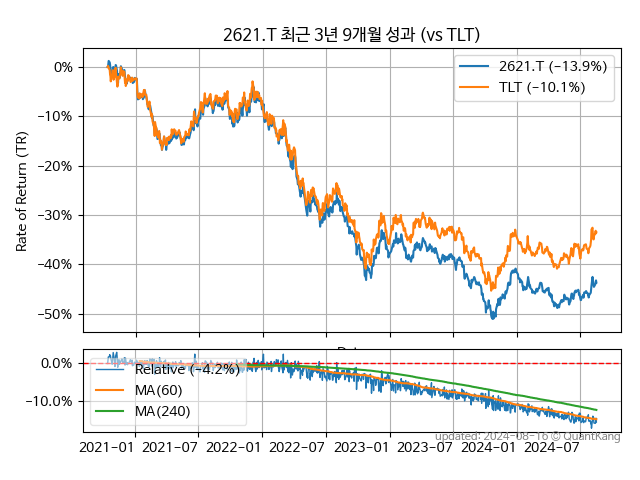 2621.T 최근 3년 9개월 성과 (vs TLT)
Rate of Return (TR)
0%
−10%
−20%
−30%
−40%
−50%
2621.T (−13.9%)
TLT (−10.1%)
0.0%
−10.0%
Relative (−4.2%)
MA(60)
MA(240)
updated: 2024-08-16 © QuantKang
2021−01 2021−07 2022−01 2022−07 2023−01 2023−07 2024−01 2024−07